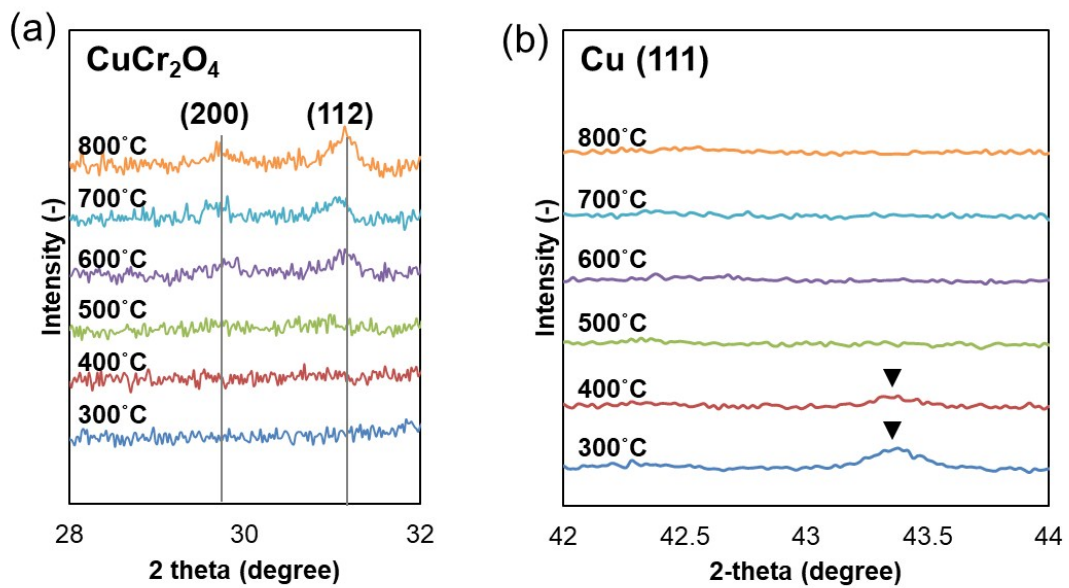 (a)
CuCr₂O₄
(200) (112)
800˚C
700˚C
600˚C
500˚C
400˚C
300˚C
Intensity (-)
28 30 32
2 theta (degree)
(b)
Cu (111)
800˚C
700˚C
600˚C
500˚C
400˚C
300˚C
Intensity (-)
42 42.5 43 43.5 44
2-theta (degree)